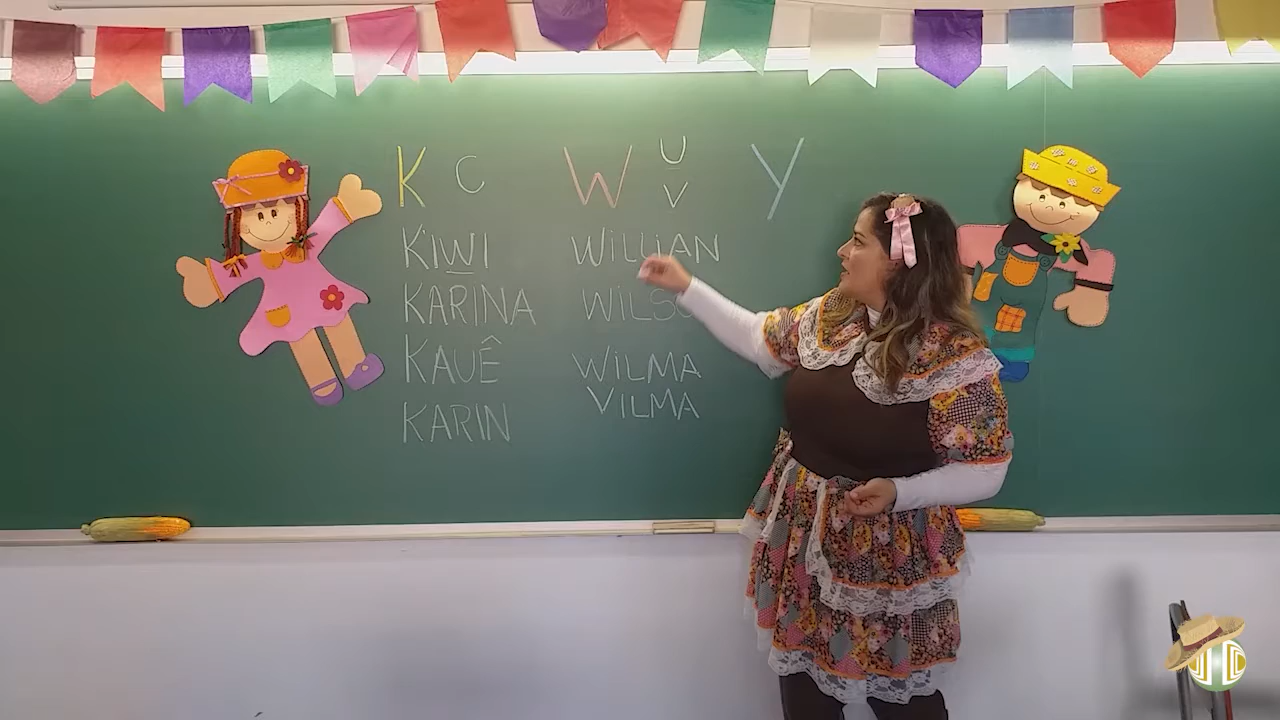 K C W Ŭ Y
V
KIWI WILLIAN
KARINA
KAUÊ WILMA
VILMA
KARIN